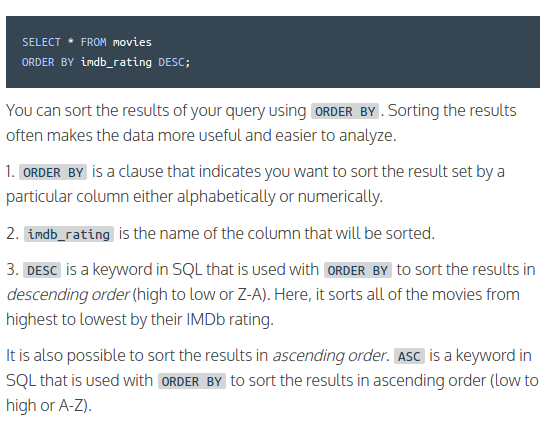 SELECT * FROM movies
ORDER BY imdb_rating DESC;
You can sort the results of your query using ORDER BY. Sorting the results
often makes the data more useful and easier to analyze.
1. ORDER BY is a clause that indicates you want to sort the result set by a
particular column either alphabetically or numerically.
2. imdb_rating is the name of the column that will be sorted.
3. DESC is a keyword in SQL that is used with ORDER BY to sort the results in
descending order (high to low or Z-A). Here, it sorts all of the movies from
highest to lowest by their IMDb rating.
It is also possible to sort the results in ascending order. ASC is a keyword in
SQL that is used with ORDER BY to sort the results in ascending order (low to
high or A-Z).